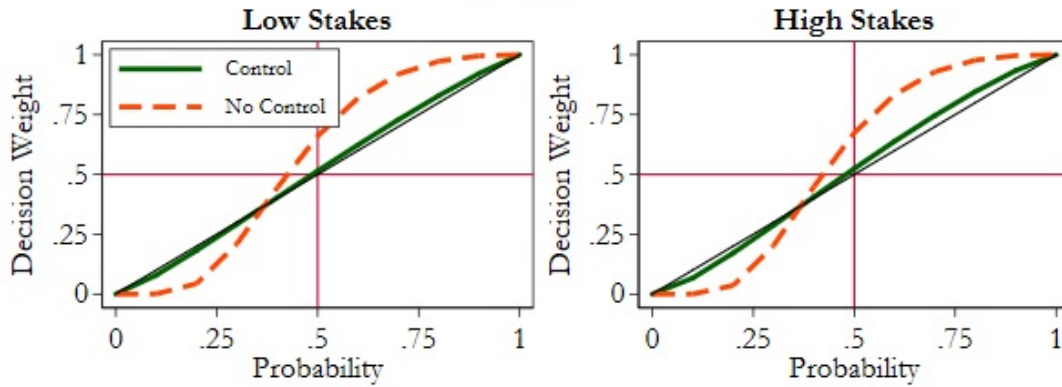 Low Stakes
Decision Weight
1
.75
.5
.25
0
Control
No Control
0 .25 .5 .75 1
Probability
High Stakes
Decision Weight
1
.75
.5
.25
0
0 .25 .5 .75 1
Probability